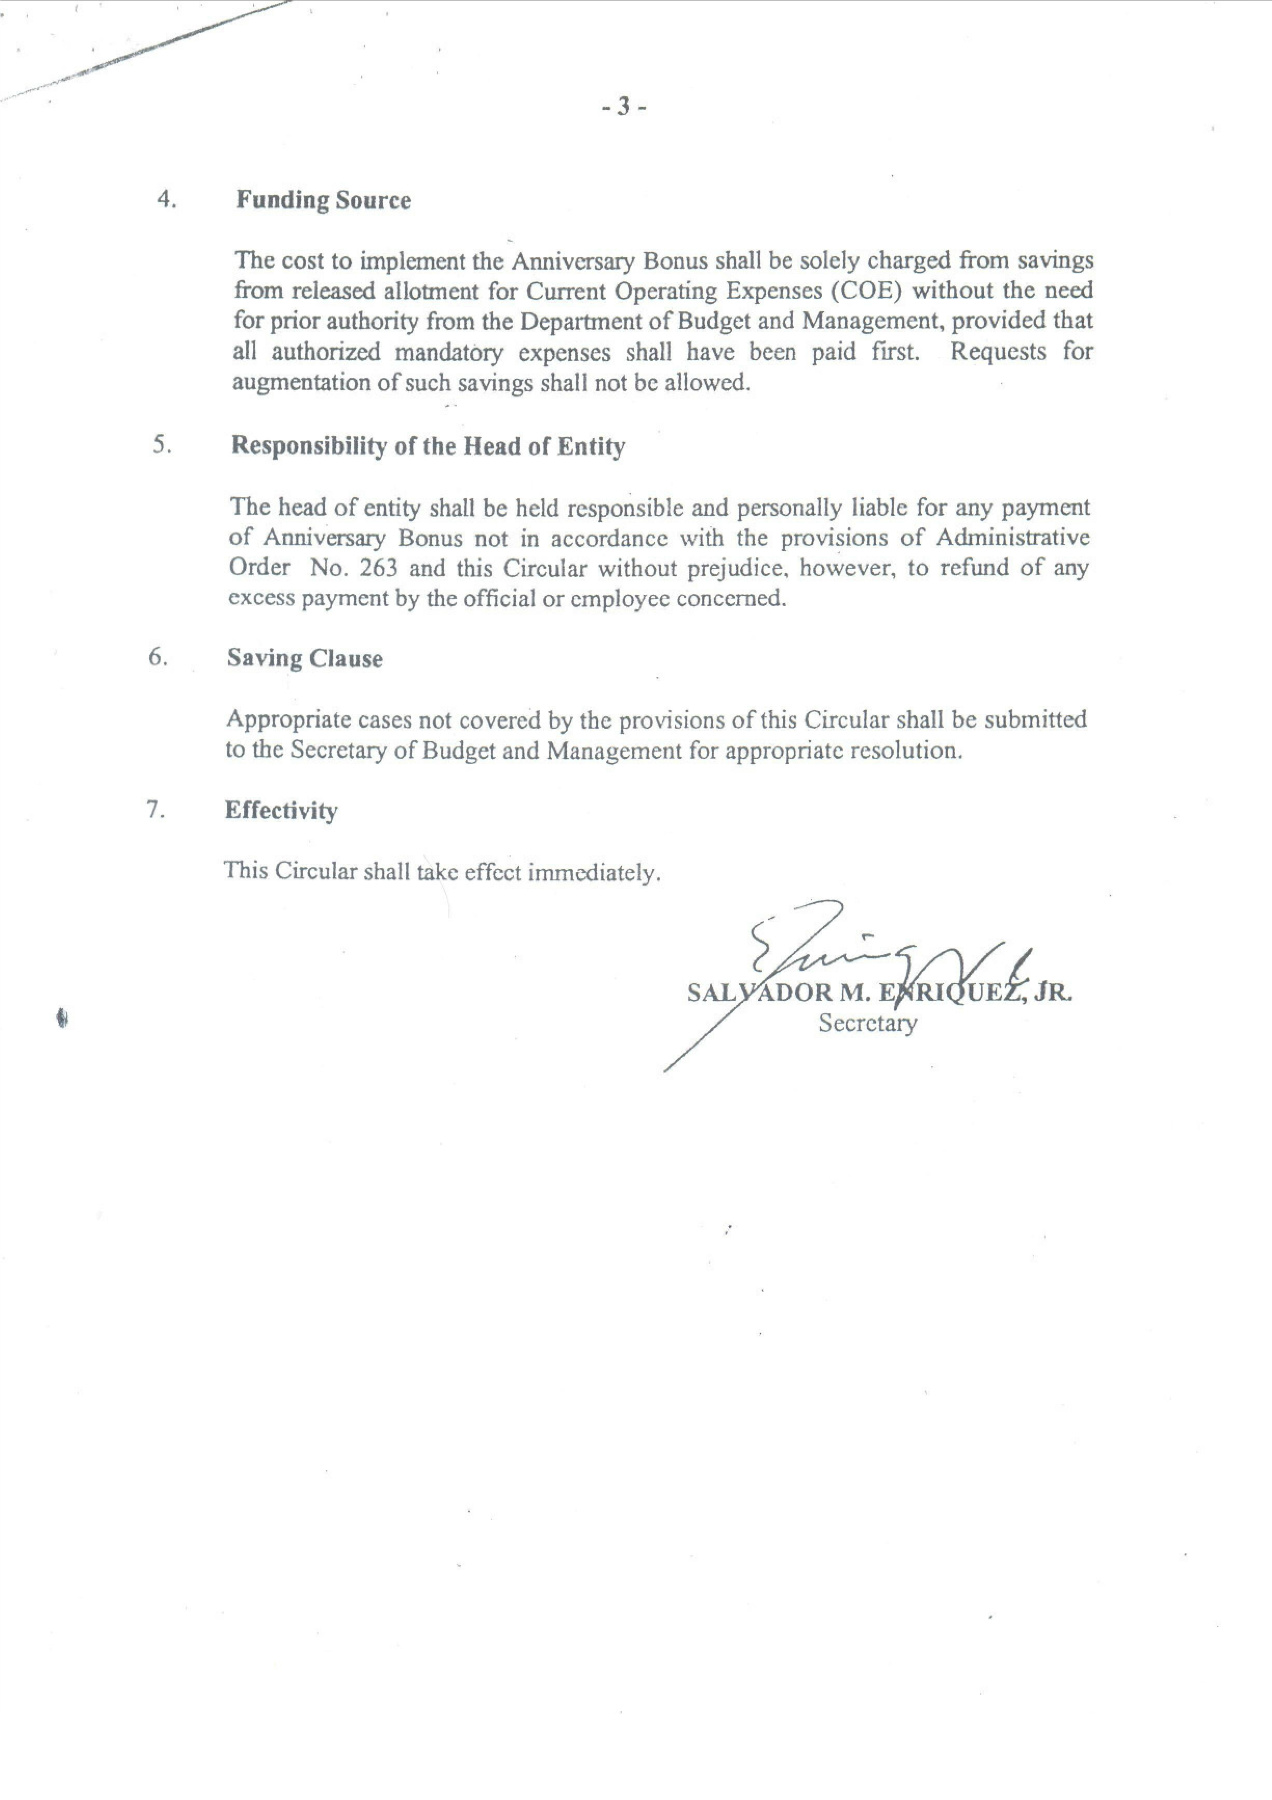 - 3 -
4. Funding Source
The cost to implement the Anniversary Bonus shall be solely charged from savings
from released allotment for Current Operating Expenses (COE) without the need
for prior authority from the Department of Budget and Management, provided that
all authorized mandatory expenses shall have been paid first. Requests for
augmentation of such savings shall not be allowed.
5. Responsibility of the Head of Entity
The head of entity shall be held responsible and personally liable for any payment
of Anniversary Bonus not in accordance with the provisions of Administrative
Order No. 263 and this Circular without prejudice, however, to refund of any
excess payment by the official or employee concerned.
6. Saving Clause
Appropriate cases not covered by the provisions of this Circular shall be submitted
to the Secretary of Budget and Management for appropriate resolution.
7. Effectivity
This Circular shall take effect immediately.
SALVADOR M. ENRIQUEZ, JR.
Secretary